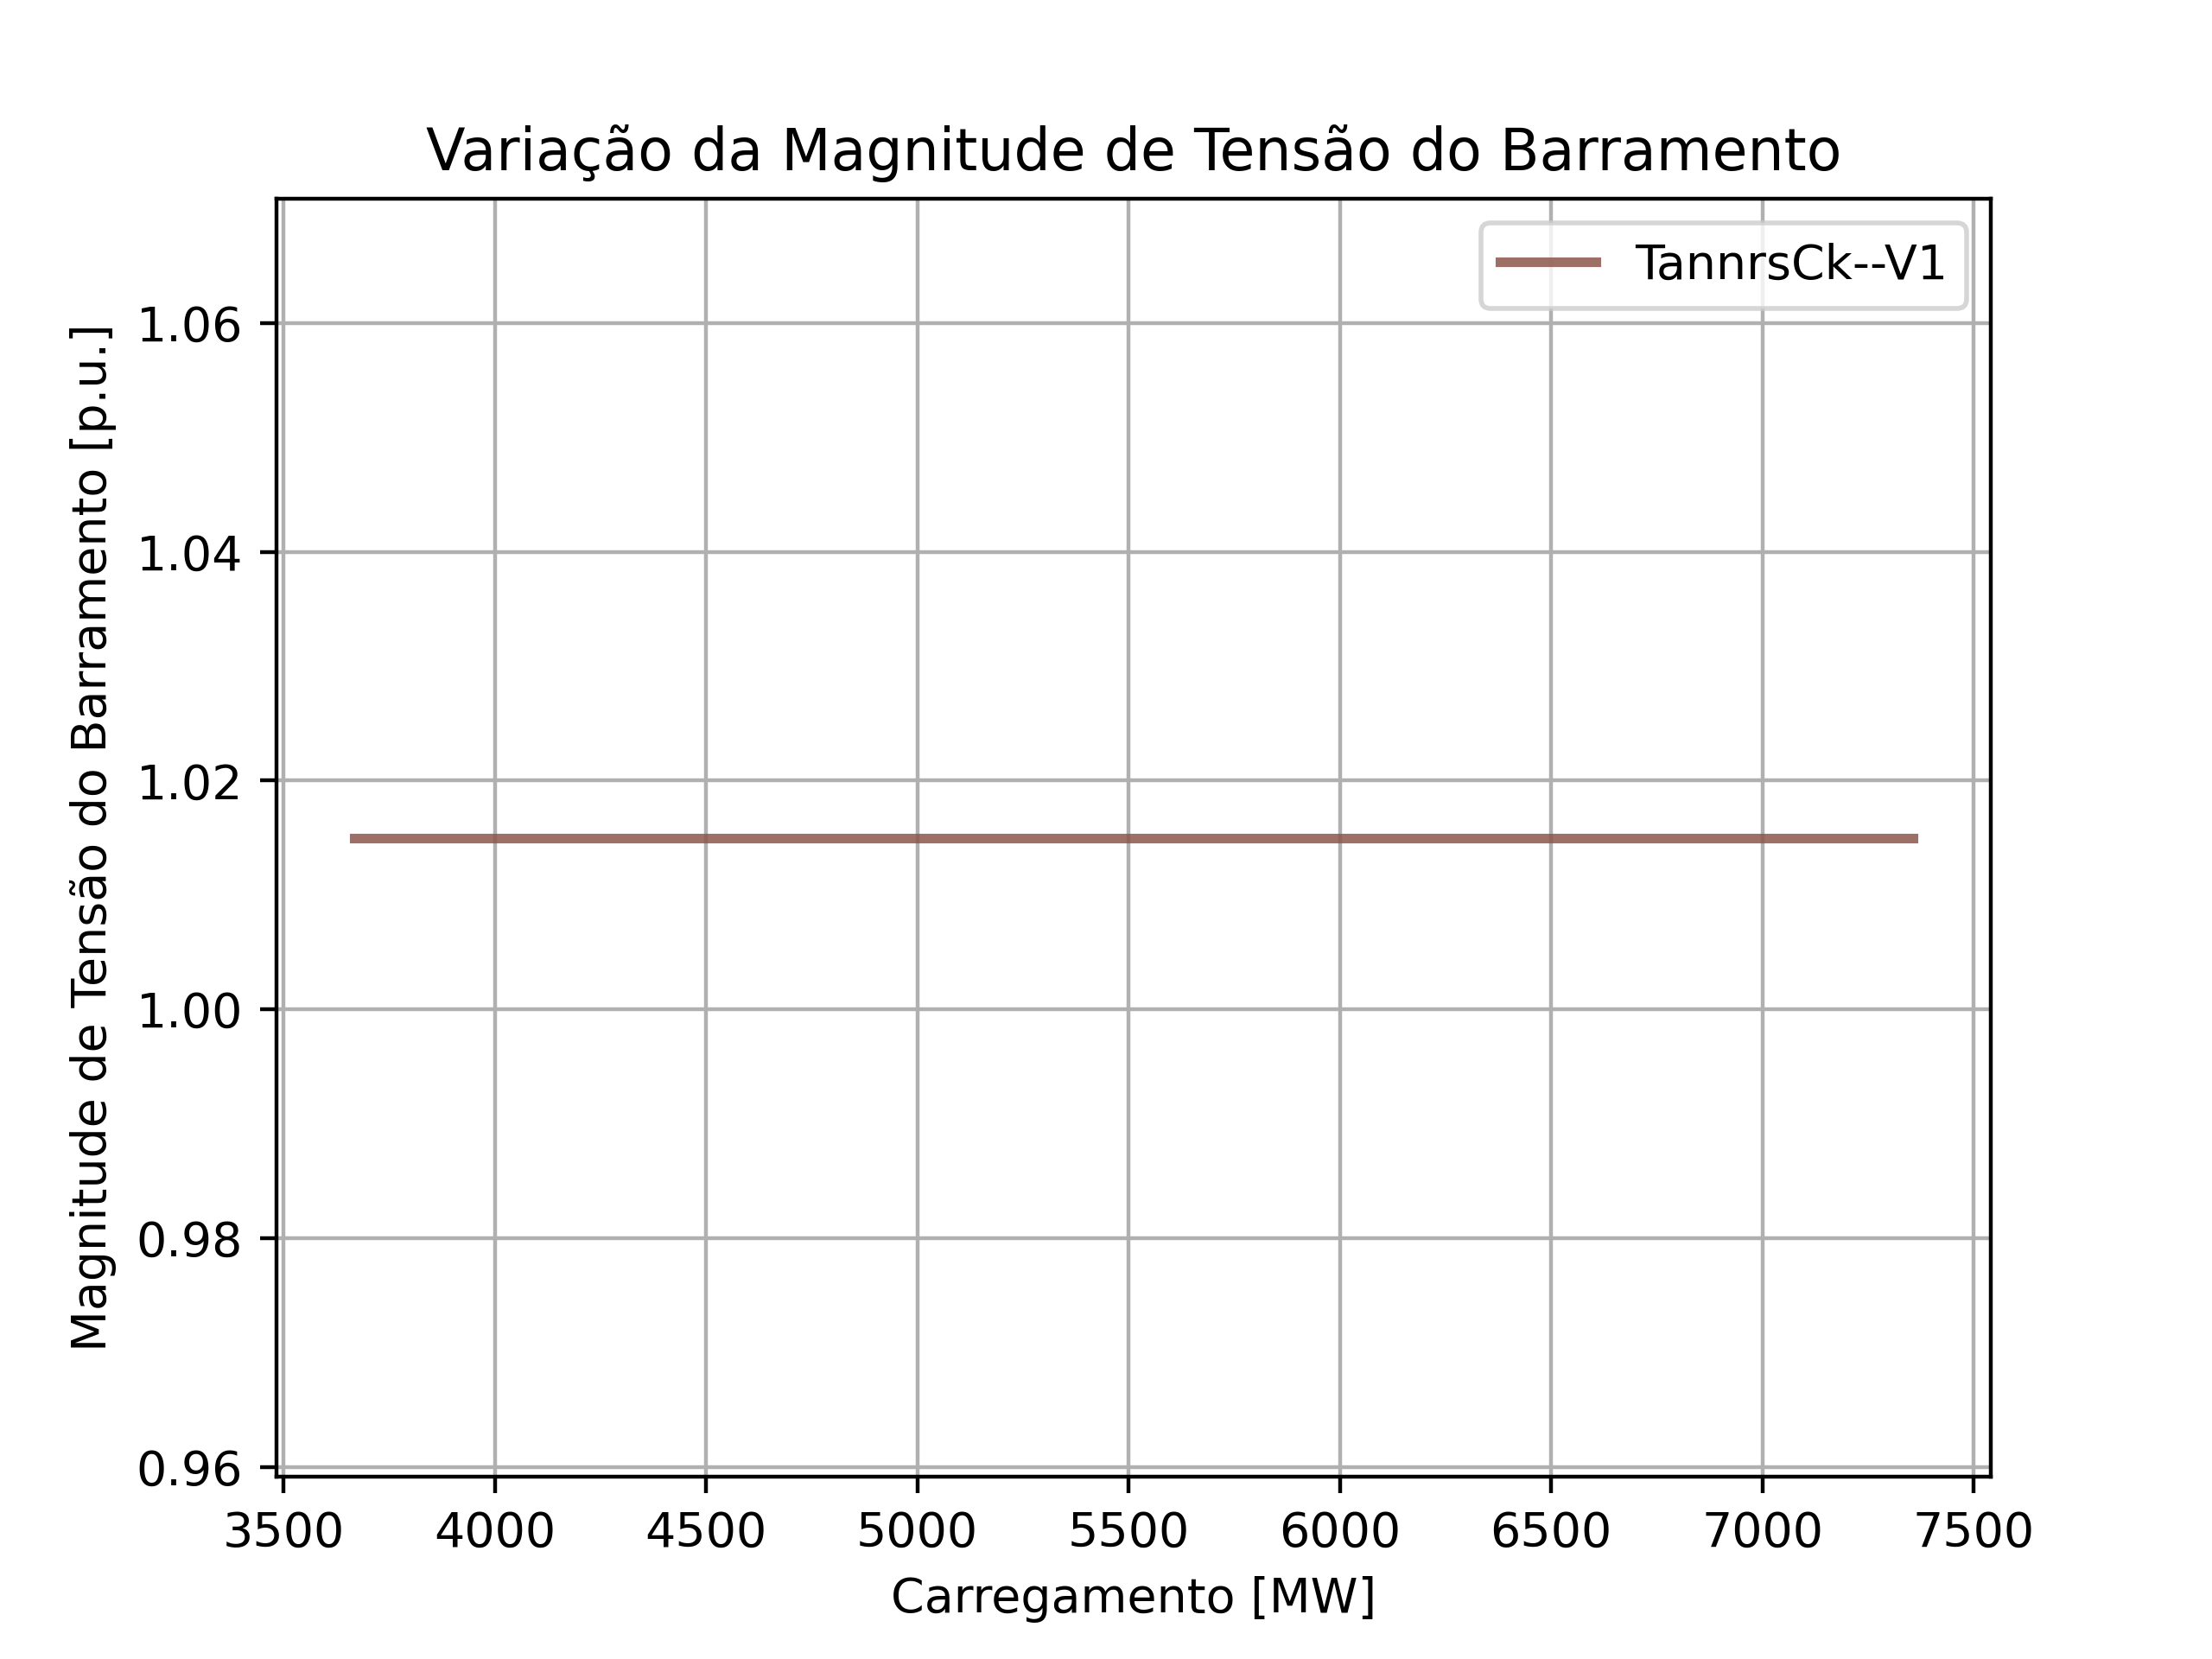 Variação da Magnitude de Tensão do Barramento
TannrsCk--V1
Magnitude de Tensão do Barramento [p.u.]
1.06
1.04
1.02
1.00
0.98
0.96
3500 4000 4500 5000 5500 6000 6500 7000 7500
Carregamento [MW]